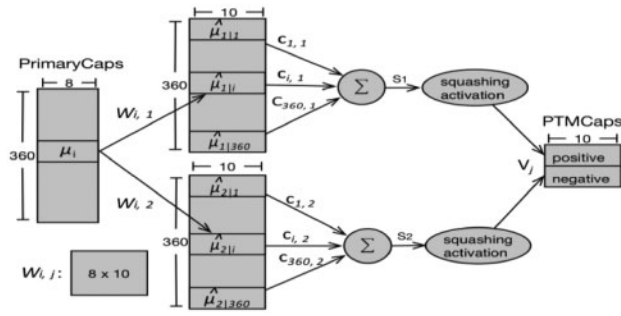 PrimaryCaps
8
360
μi
Wi, 1
Wi, 2
Wi, j:
8 x 10
10
360
μ̂1|1
μ̂1|i
μ̂1|360
C1, 1
Ci, 1
C360, 1
Σ
S1
squashing
activation
10
360
μ̂2|1
μ̂2|i
μ̂2|360
C1, 2
Ci, 2
C360, 2
Σ
S2
squashing
activation
PTMCaps
10
Vj
positive
negative